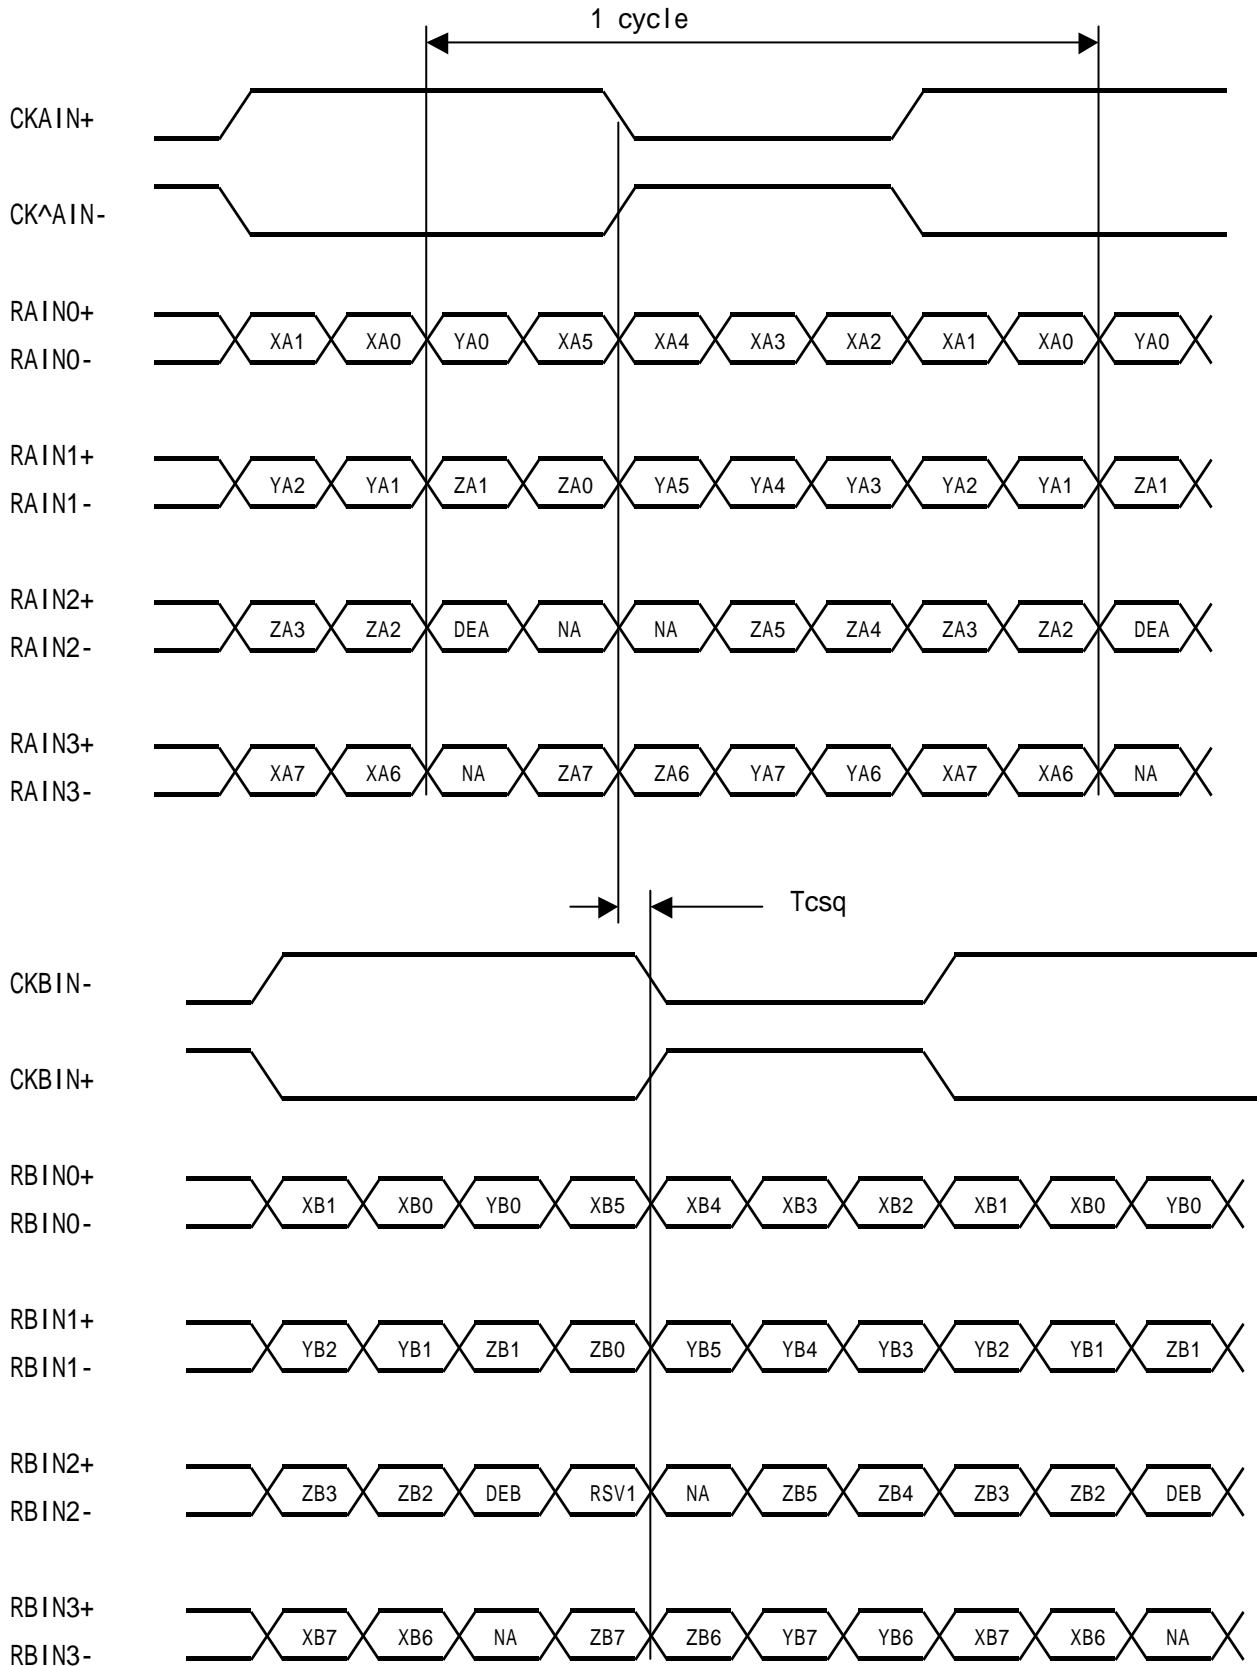 1 cycle
CKAIN+
CK^AIN-
RAIN0+
XA1 XA0 YA0 XA5 XA4 XA3 XA2 XA1 XA0 YA0
RAIN0-
RAIN1+
YA2 YA1 ZA1 ZA0 YA5 YA4 YA3 YA2 YA1 ZA1
RAIN1-
RAIN2+
ZA3 ZA2 DEA NA NA ZA5 ZA4 ZA3 ZA2 DEA
RAIN2-
RAIN3+
XA7 XA6 NA ZA7 ZA6 YA7 YA6 XA7 XA6 NA
RAIN3-
Tcsq
CKBIN-
CKBIN+
RBIN0+
XB1 XB0 YB0 XB5 XB4 XB3 XB2 XB1 XB0 YB0
RBIN0-
RBIN1+
YB2 YB1 ZB1 ZB0 YB5 YB4 YB3 YB2 YB1 ZB1
RBIN1-
RBIN2+
ZB3 ZB2 DEB RSV1 NA ZB5 ZB4 ZB3 ZB2 DEB
RBIN2-
RBIN3+
XB7 XB6 NA ZB7 ZB6 YB7 YB6 XB7 XB6 NA
RBIN3-